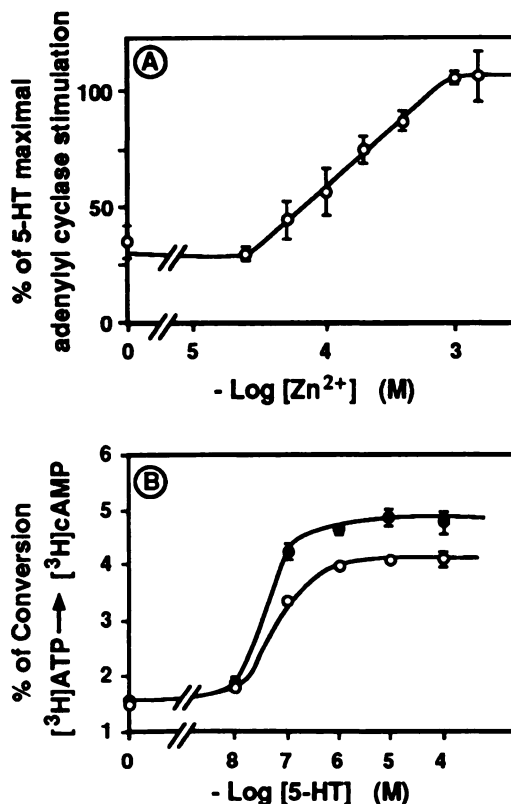 A
% of 5-HT maximal
adenylyl cyclase stimulation
100
50
0
0 5 4 3
- Log [Zn²⁺] (M)
B
% of Conversion
[³H]ATP → [³H]cAMP
6
5
4
3
2
1
0 8 7 6 5 4
- Log [5-HT] (M)